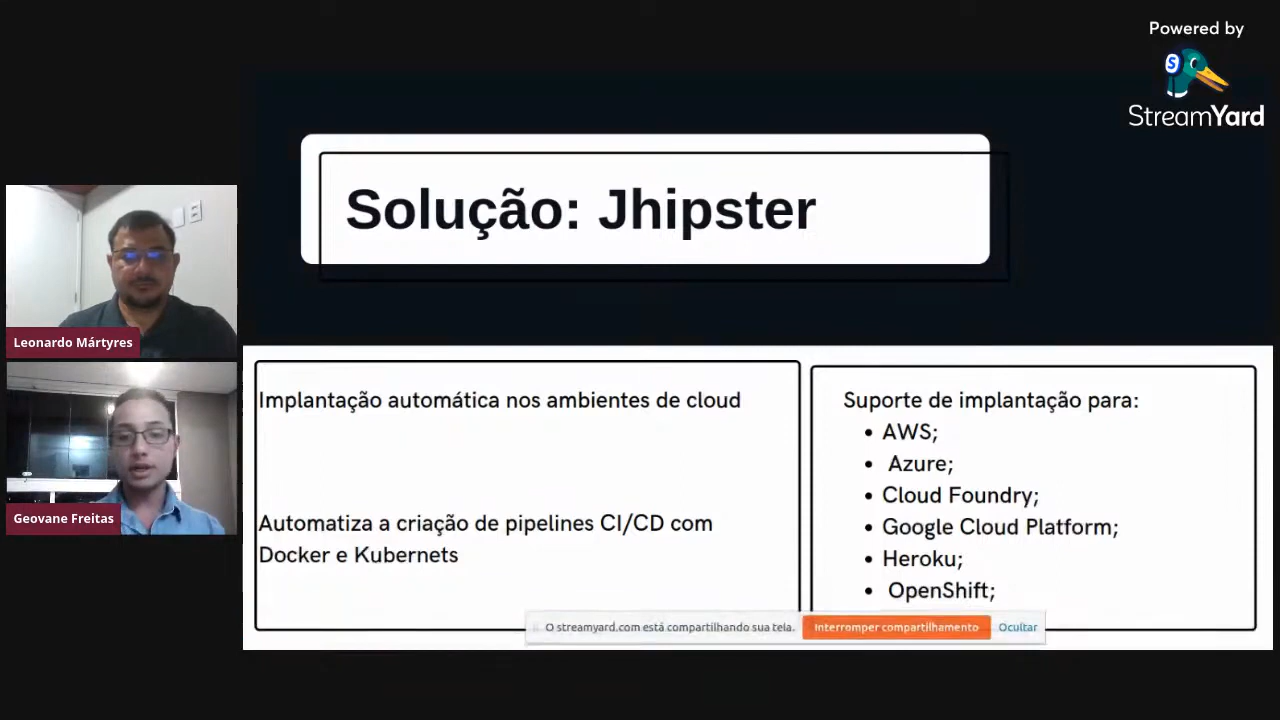 Powered by
StreamYard
Solução: Jhipster
Leonardo Mártyres
Geovane Freitas
Implantação automática nos ambientes de cloud
Automatiza a criação de pipelines CI/CD com
Docker e Kubernets
Suporte de implantação para:
• AWS;
• Azure;
• Cloud Foundry;
• Google Cloud Platform;
• Heroku;
• OpenShift;
O streamyard.com está compartilhando sua tela. Interromper compartilhamento Ocultar